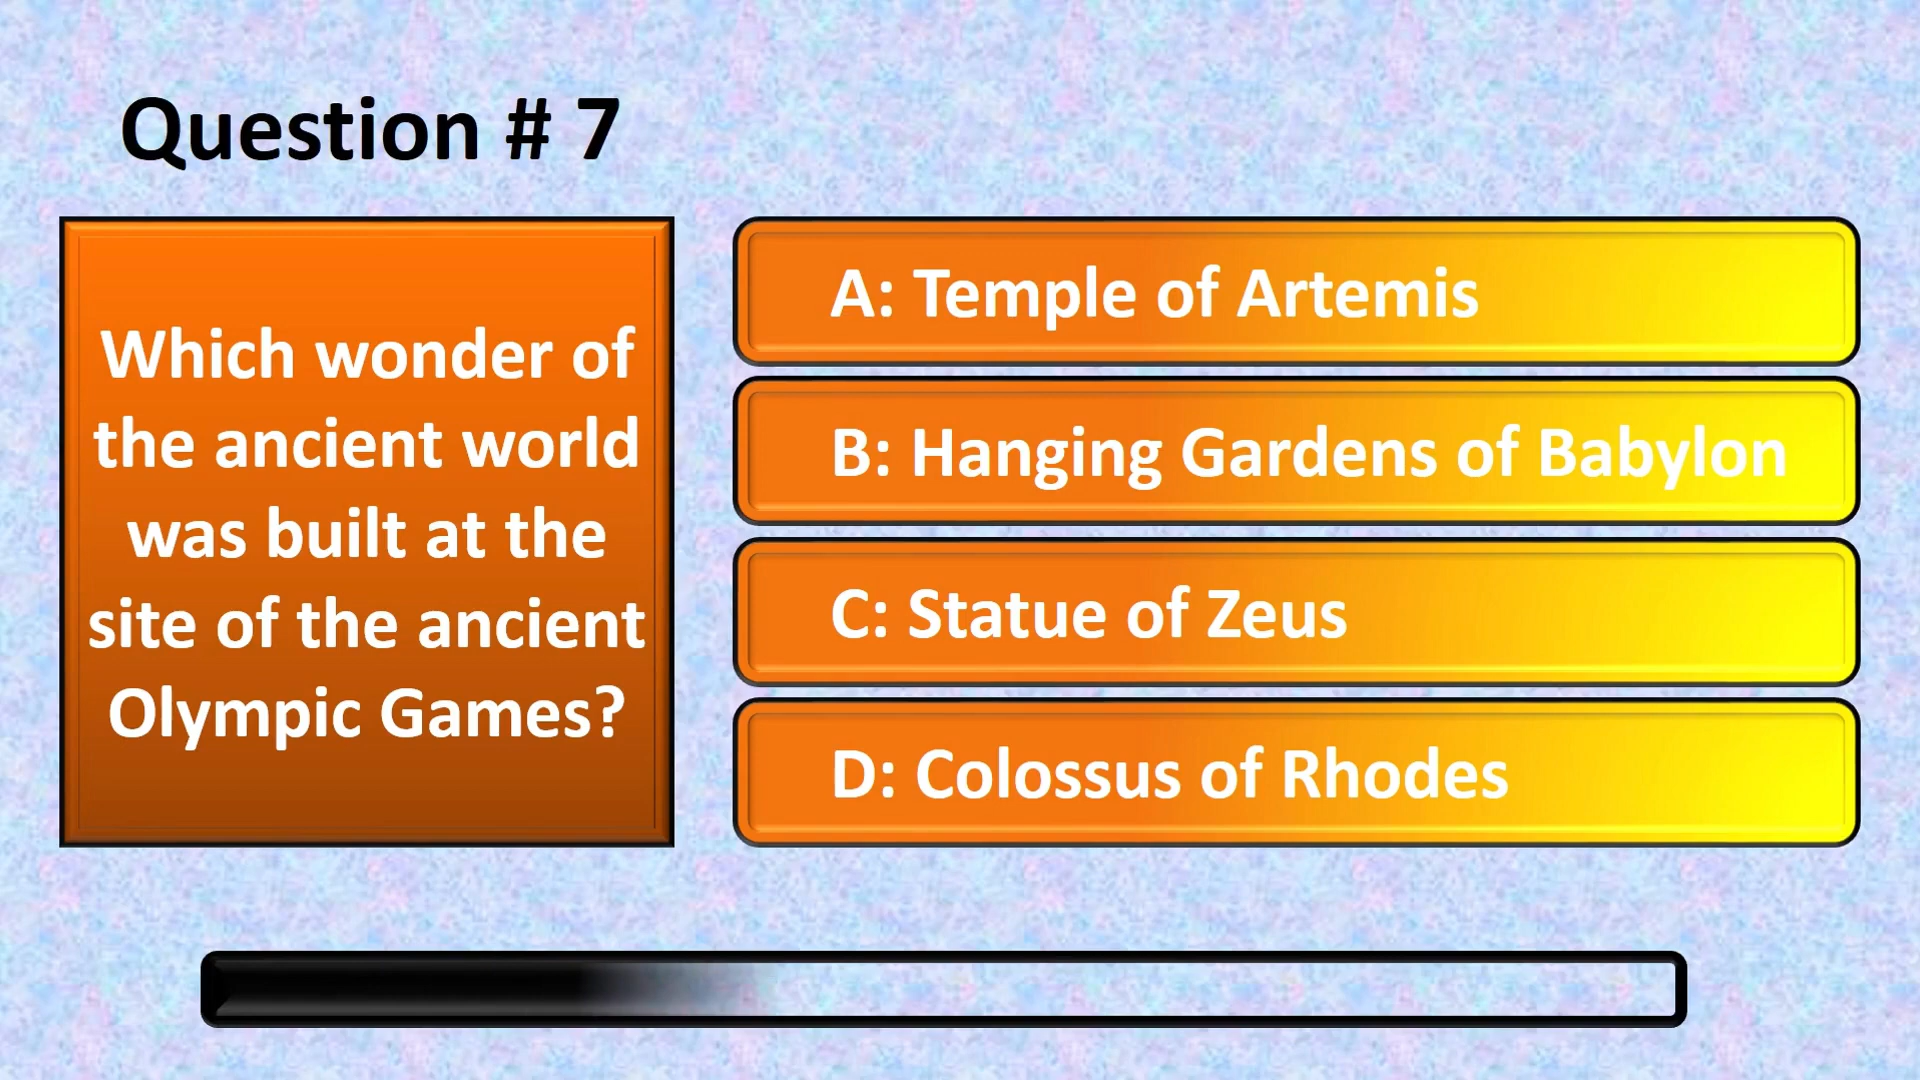 Question # 7
Which wonder of
the ancient world
was built at the
site of the ancient
Olympic Games?
A: Temple of Artemis
B: Hanging Gardens of Babylon
C: Statue of Zeus
D: Colossus of Rhodes